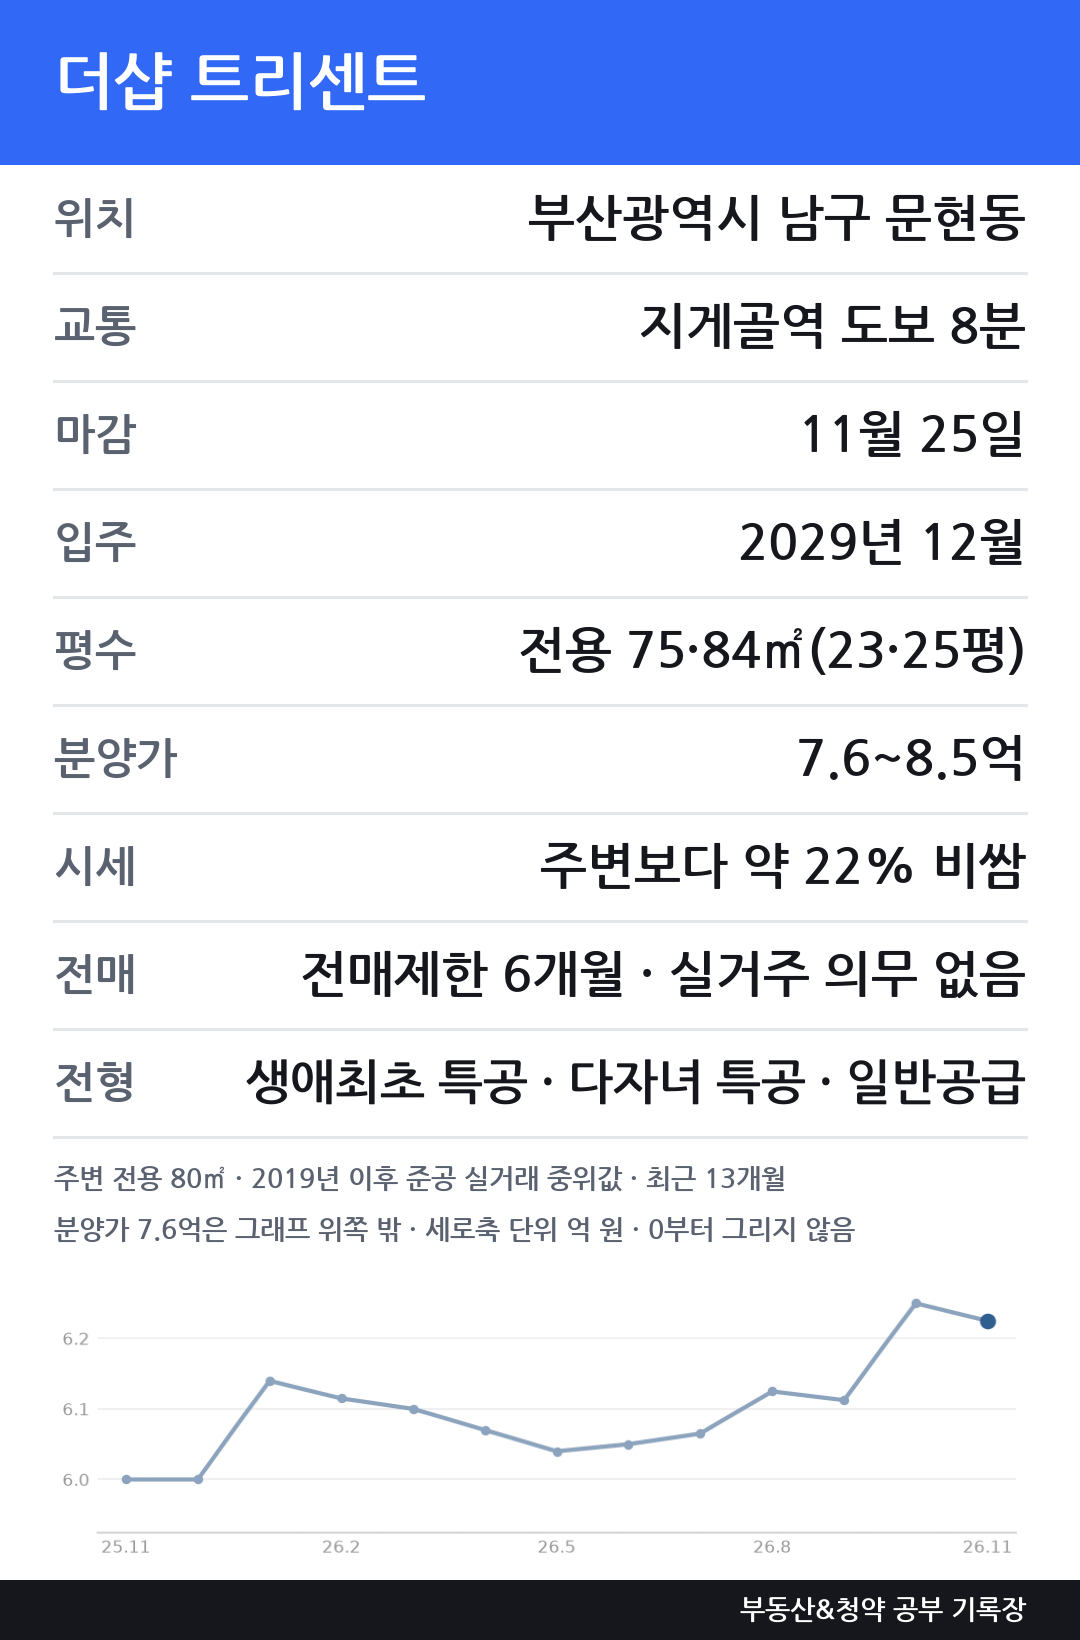 더샵 트리센트
위치 부산광역시 남구 문현동
교통 지게골역 도보 8분
마감 11월 25일
입주 2029년 12월
평수 전용 75·84㎡(23·25평)
분양가 7.6~8.5억
시세 주변보다 약 22% 비쌈
전매 전매제한 6개월 · 실거주 의무 없음
전형 생애최초 특공 · 다자녀 특공 · 일반공급
주변 전용 80㎡ · 2019년 이후 준공 실거래 중위값 · 최근 13개월
분양가 7.6억은 그래프 위쪽 밖 · 세로축 단위 억 원 · 0부터 그리지 않음
6.2
6.1
6.0
25.11 26.2 26.5 26.8 26.11
부동산&청약 공부 기록장